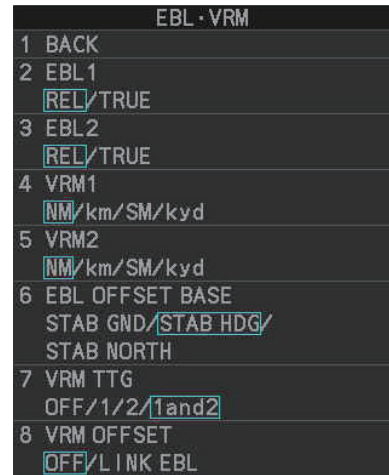 EBL・VRM
1 BACK
2 EBL1
REL/TRUE
3 EBL2
REL/TRUE
4 VRM1
NM/km/SM/kyd
5 VRM2
NM/km/SM/kyd
6 EBL OFFSET BASE
STAB GND/STAB HDG/
STAB NORTH
7 VRM TTG
OFF/1/2/1and2
8 VRM OFFSET
OFF/LINK EBL